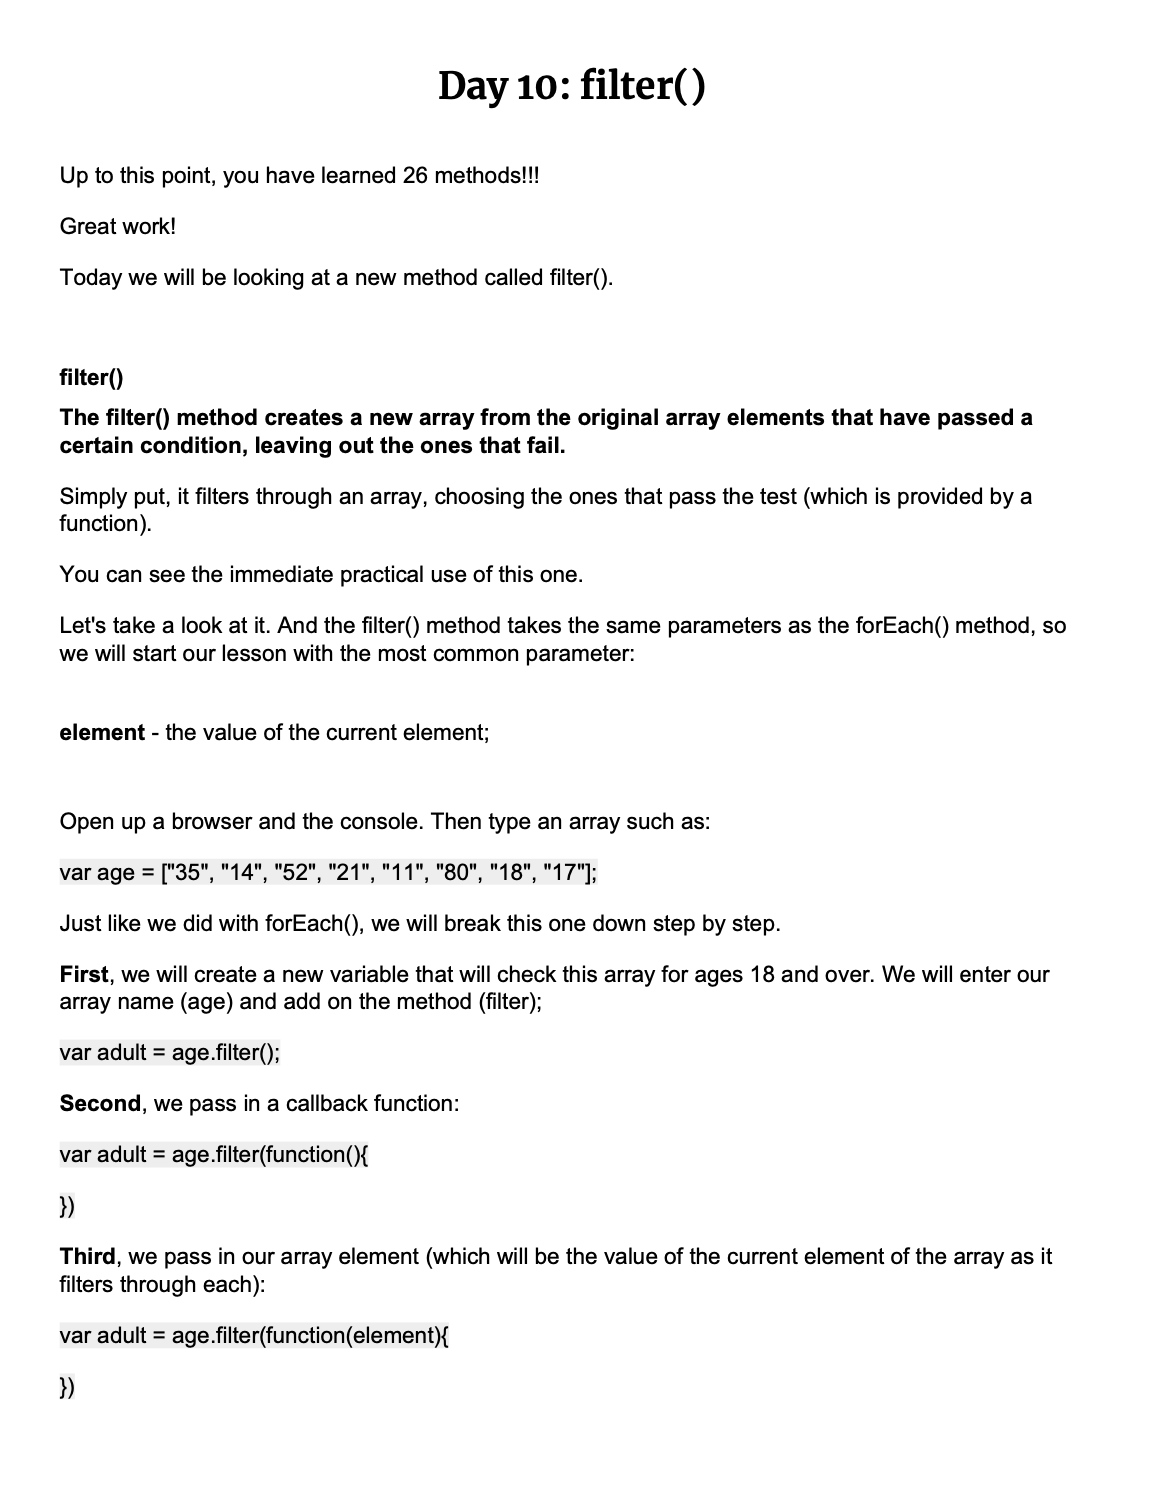 Day 10: filter()
Up to this point, you have learned 26 methods!!!
Great work!
Today we will be looking at a new method called filter().
filter()
The filter() method creates a new array from the original array elements that have passed a
certain condition, leaving out the ones that fail.
Simply put, it filters through an array, choosing the ones that pass the test (which is provided by a
function).
You can see the immediate practical use of this one.
Let's take a look at it. And the filter() method takes the same parameters as the forEach() method, so
we will start our lesson with the most common parameter:
element - the value of the current element;
Open up a browser and the console. Then type an array such as:
var age = ["35", "14", "52", "21", "11", "80", "18", "17"];
Just like we did with forEach(), we will break this one down step by step.
First, we will create a new variable that will check this array for ages 18 and over. We will enter our
array name (age) and add on the method (filter);
var adult = age.filter();
Second, we pass in a callback function:
var adult = age.filter(function(){
})
Third, we pass in our array element (which will be the value of the current element of the array as it
filters through each):
var adult = age.filter(function(element){
})